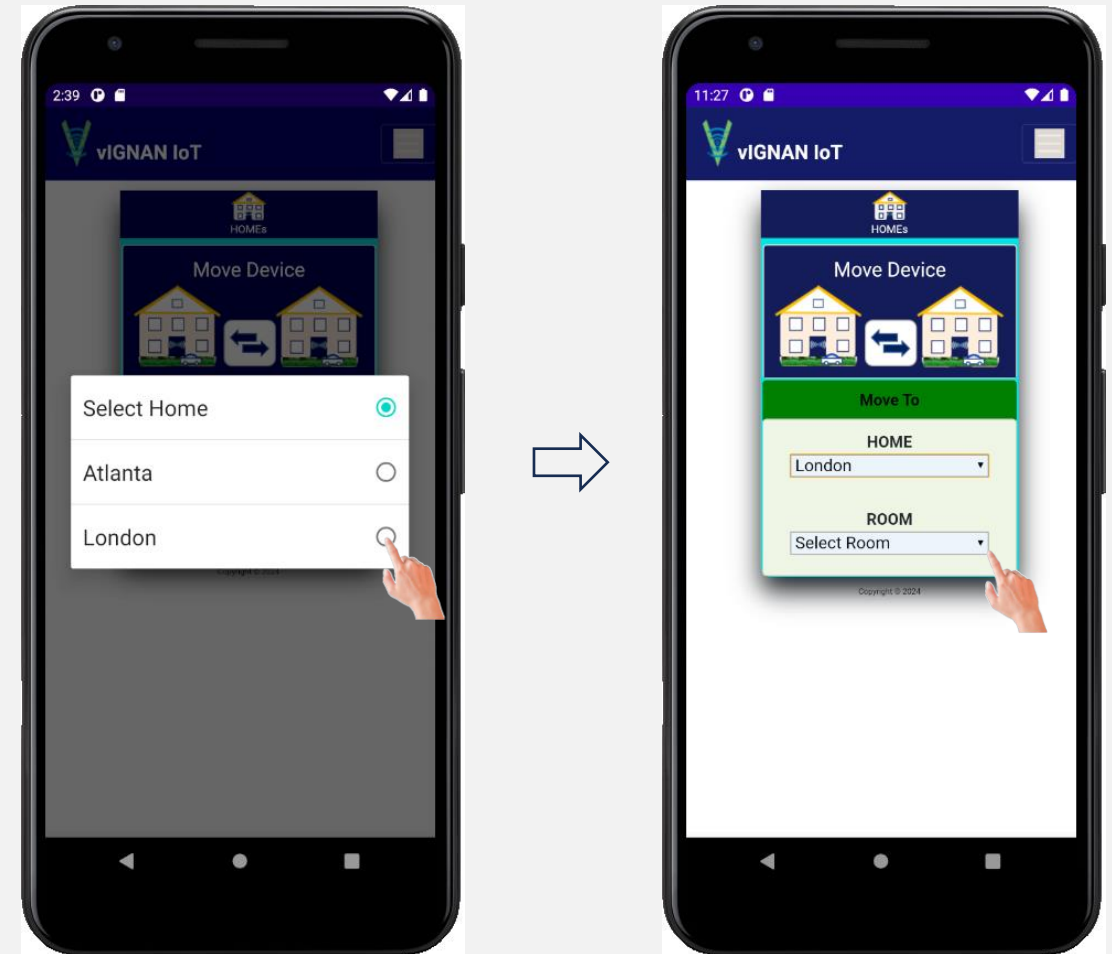 2:39
vIGNAN IoT
HOMEs
Move Device
Select Home
Atlanta
London
11:27
vIGNAN IoT
HOMEs
Move Device
Move To
HOME
London
ROOM
Select Room
Copyright © 2024